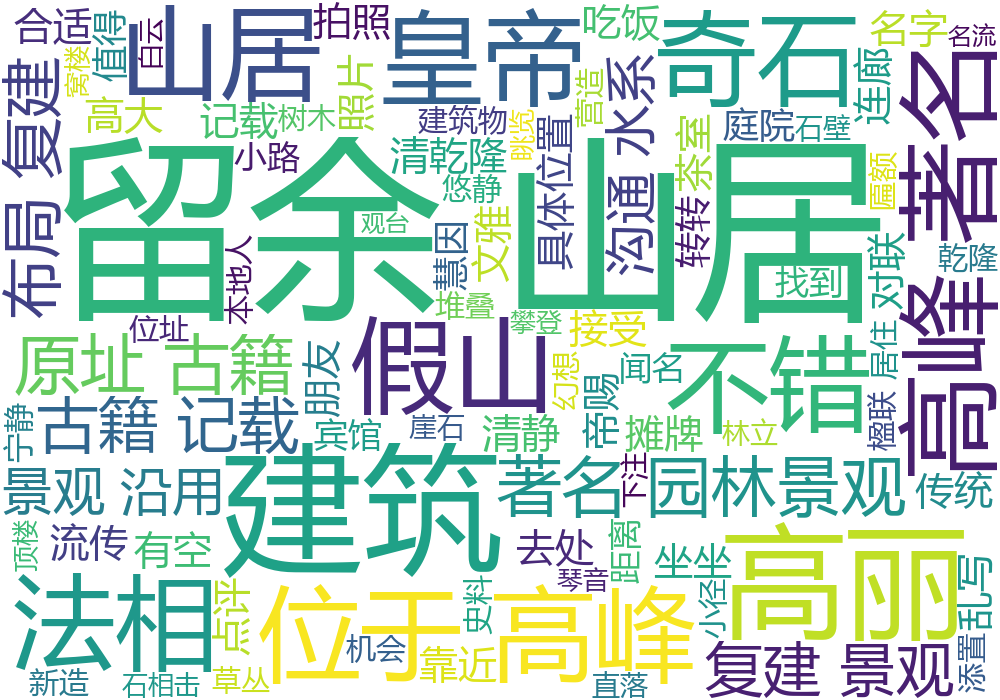 合适
值得
白云
山居
拍照
皇帝
吃饭
奇石
名字
名流
窝楼
复建
高大
记载
树木
照片
建筑物
营造
水系
连廊
著名
小路
清乾隆
眺览
具体位置
茶室
庭院
石壁
留余山居
悠静
沟通
转转
匾额
布局
本地人
观台
慧因
文雅
找到
对联
乾隆
位址
堆叠
攀登
接受
高峰
原址 古籍
朋友
假山
幻想
闻名
不错
居住
宁静
古籍 记载
宾馆
崖石
清静
帝赐
摊牌
林立
楹联
景观 沿用
建筑
著名
下注
园林景观
传统
顶楼
流传
有空
去处
距离
坐坐
高丽
琴音
法相
点评
位于
高峰
史料
小径
乱写
机会
靠近
复建 景观
添置
新造
石相击
草丛
直落